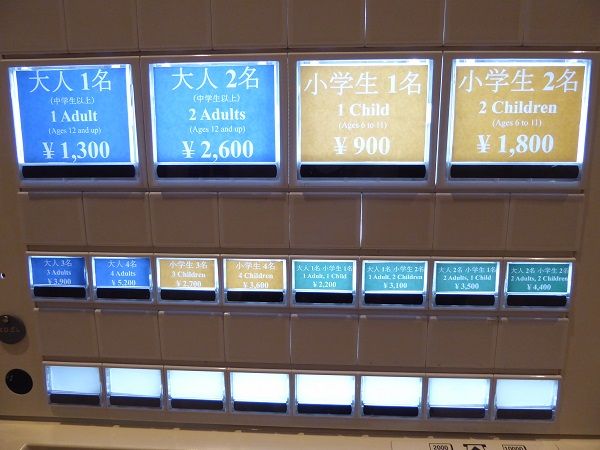 大人 1名
(中学生以上)
1 Adult
(Ages 12 and up)
¥ 1,300
大人 2名
(中学生以上)
2 Adults
(Ages 12 and up)
¥ 2,600
小学生 1名
1 Child
(Ages 6 to 11)
¥ 900
小学生 2名
2 Children
(Ages 6 to 11)
¥ 1,800
大人 3名
3 Adults
¥ 3,900
大人 4名
4 Adults
¥ 5,200
小学生 3名
3 Children
¥ 2,700
小学生 4名
4 Children
¥ 3,600
大人 1名 小学生 1名
1 Adult, 1 Child
¥ 2,200
大人 1名 小学生 2名
1 Adult, 2 Children
¥ 3,100
大人 2名 小学生 1名
2 Adults, 1 Child
¥ 3,500
大人 2名 小学生 2名
2 Adults, 2 Children
¥ 4,400
2000
10000